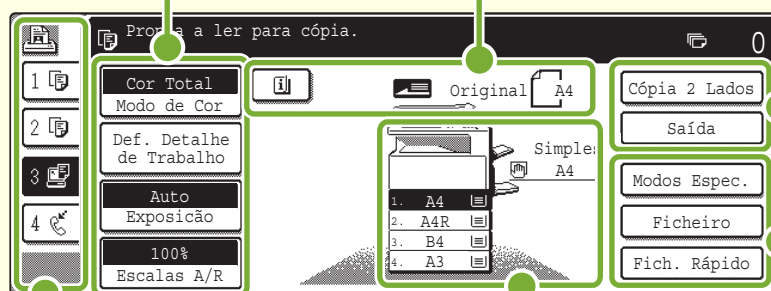 Pronta a ler para cópia.
0
1
2
3
4
Cor Total
Modo de Cor
Def. Detalhe
de Trabalho
Auto
Exposicão
100%
Escalas A/R
Original
A4
1. A4
2. A4R
3. B4
4. A3
Simples
A4
Cópia 2 Lados
Saída
Modos Espec.
Ficheiro
Fich. Rápido